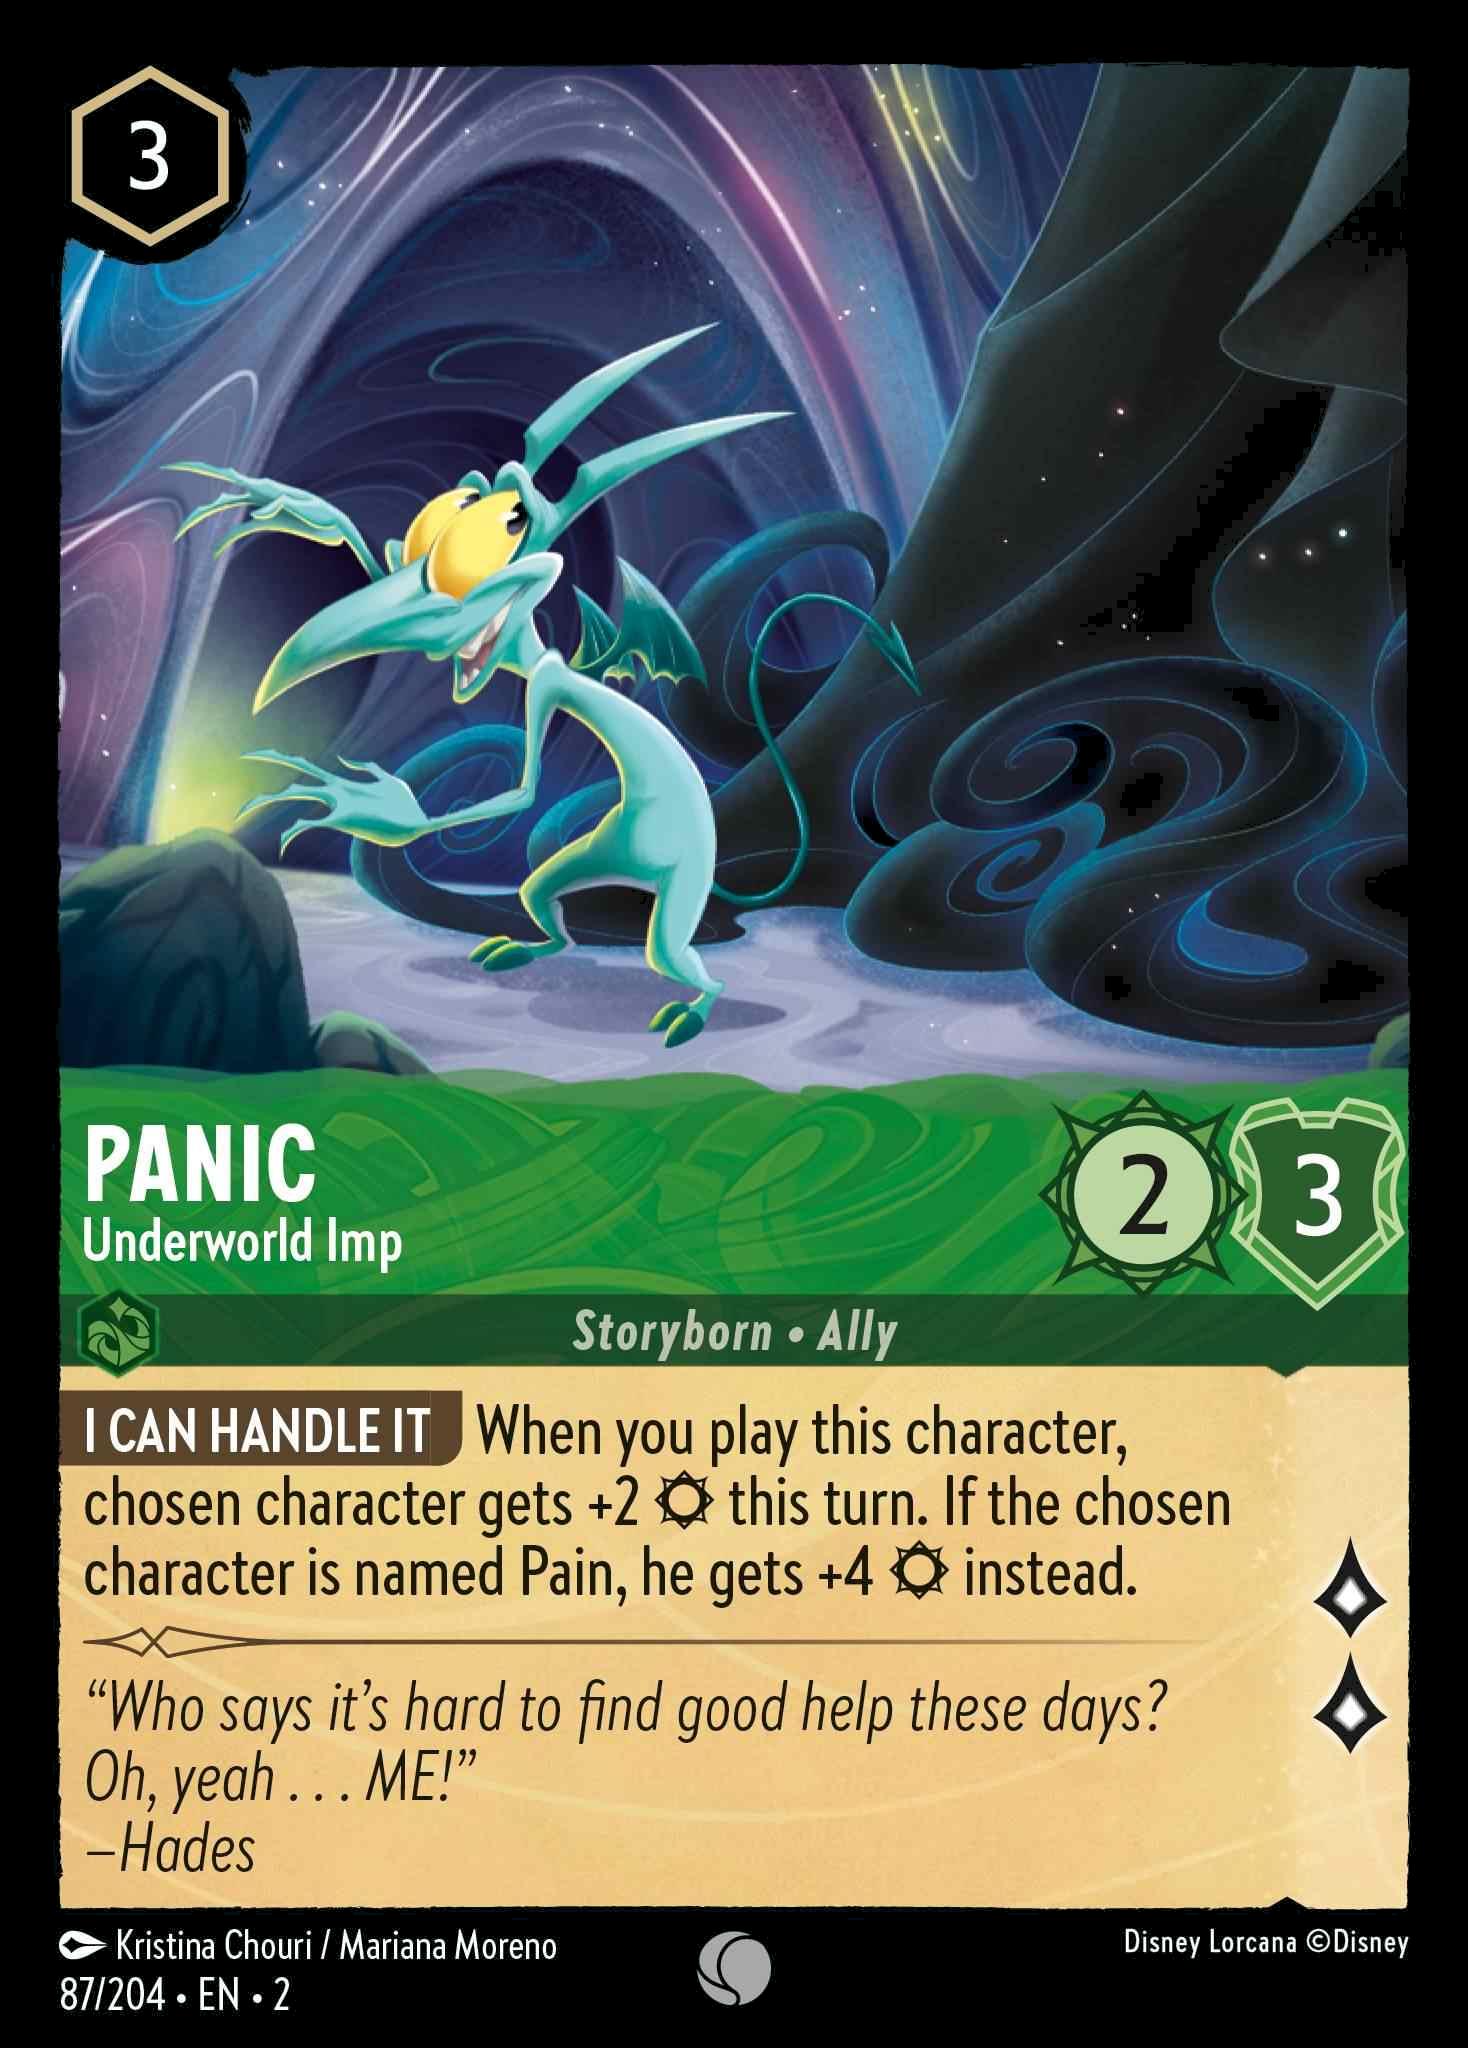 3
PANIC
Underworld Imp
2
3
Storyborn • Ally
I CAN HANDLE IT When you play this character,
chosen character gets +2 this turn. If the chosen
character is named Pain, he gets +4 instead.
“Who says it’s hard to find good help these days?
Oh, yeah . . . ME!”
–Hades
Kristina Chouri / Mariana Moreno
Disney Lorcana ©Disney
87/204 • EN • 2